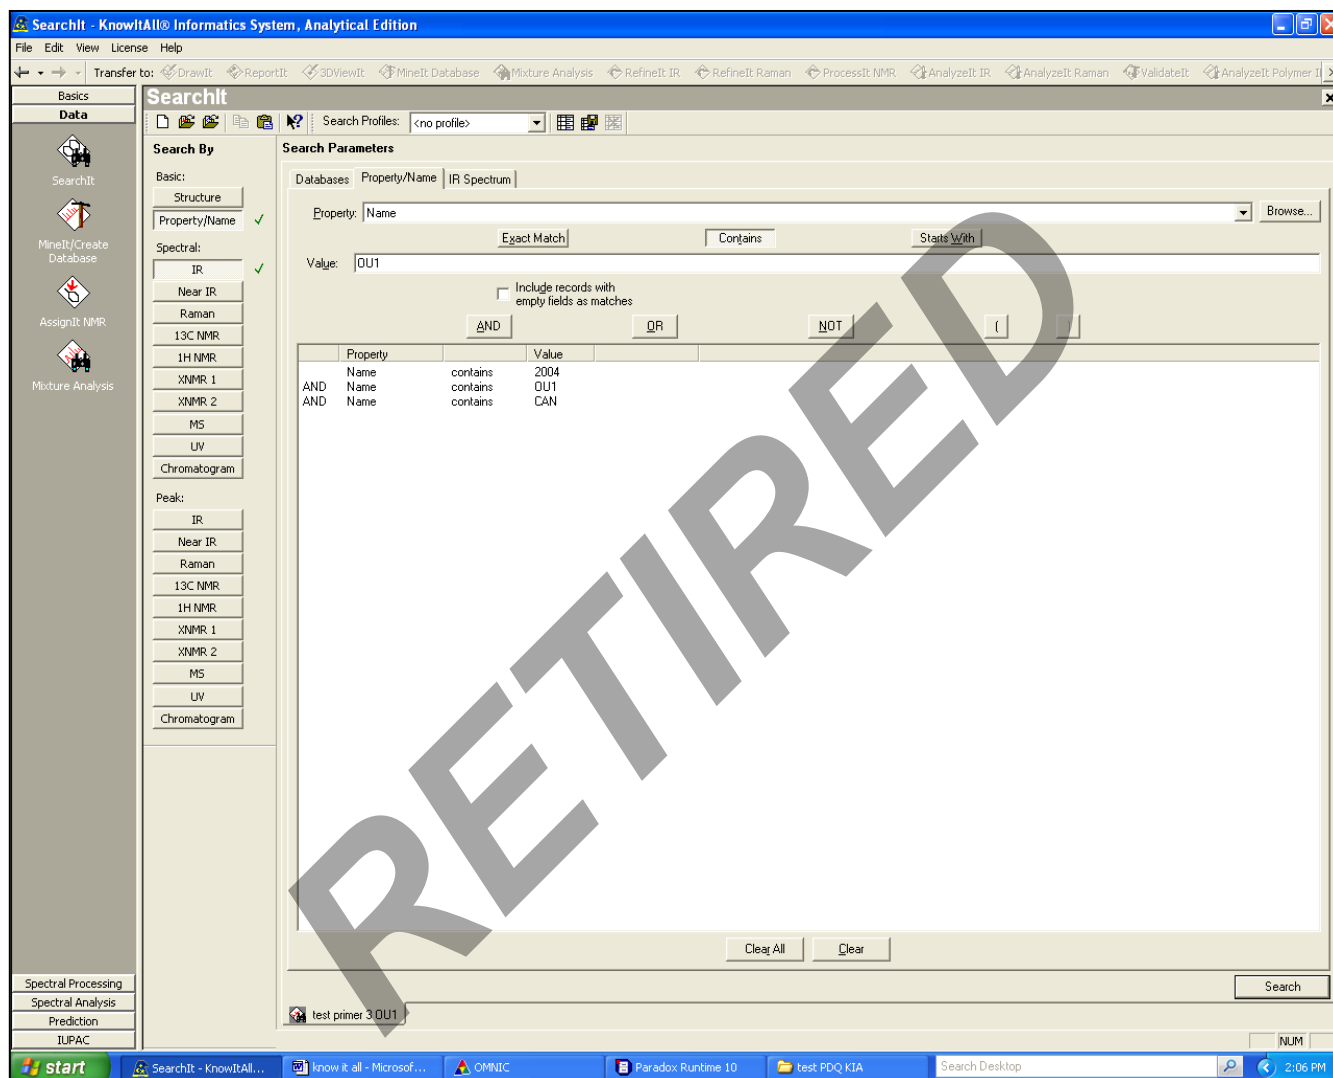 SearchIt - KnowItAll® Informatics System, Analytical Edition
File Edit View License Help
Transfer to: DrawIt ReportIt 3DViewIt MineIt Database Mixture Analysis RefineIt IR RefineIt Raman ProcessIt NMR AnalyzeIt IR AnalyzeIt Raman ValidateIt AnalyzeIt Polymer I
Basics
Data
SearchIt
MineIt/Create
Database
AssignIt NMR
Mixture Analysis
Spectral Processing
Spectral Analysis
Prediction
IUPAC
SearchIt
Search Profiles: <no profile>
Search By
Basic:
Structure
Property/Name
Spectral:
IR
Near IR
Raman
13C NMR
1H NMR
XNMR 1
XNMR 2
MS
UV
Chromatogram
Peak:
IR
Near IR
Raman
13C NMR
1H NMR
XNMR 1
XNMR 2
MS
UV
Chromatogram
Search Parameters
Databases Property/Name IR Spectrum
Property: Name Browse...
Exact Match Contains Starts With
Value: OU1
Include records with
empty fields as matches
AND OR NOT ( )
Property Value
Name contains 2004
AND Name contains OU1
AND Name contains CAN
RETIRED
Clear All Clear
Search
test primer 3 OU1
NUM
start SearchIt - KnowItAll... know it all - Microsof... OMNIC Paradox Runtime 10 test PDQ KIA Search Desktop 2:06 PM